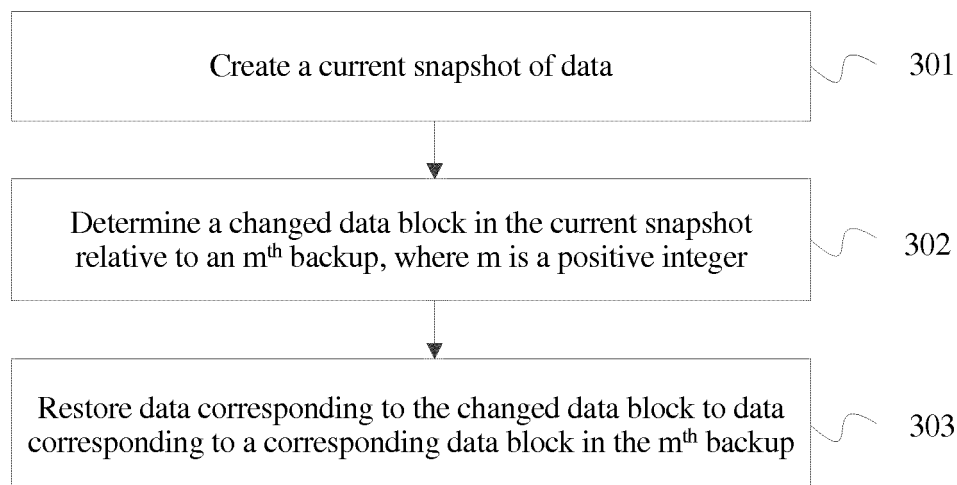 Create a current snapshot of data
301
Determine a changed data block in the current snapshot
relative to an mth backup, where m is a positive integer
302
Restore data corresponding to the changed data block to data
corresponding to a corresponding data block in the mth backup
303